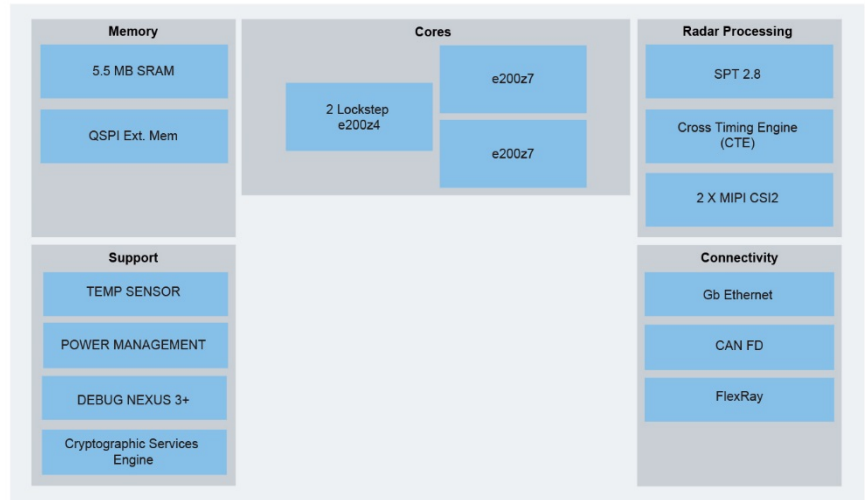 Memory
5.5 MB SRAM
QSPI Ext. Mem
Cores
2 Lockstep
e200z4
e200z7
e200z7
Radar Processing
SPT 2.8
Cross Timing Engine
(CTE)
2 X MIPI CSI2
Support
TEMP SENSOR
POWER MANAGEMENT
DEBUG NEXUS 3+
Cryptographic Services
Engine
Connectivity
Gb Ethernet
CAN FD
FlexRay